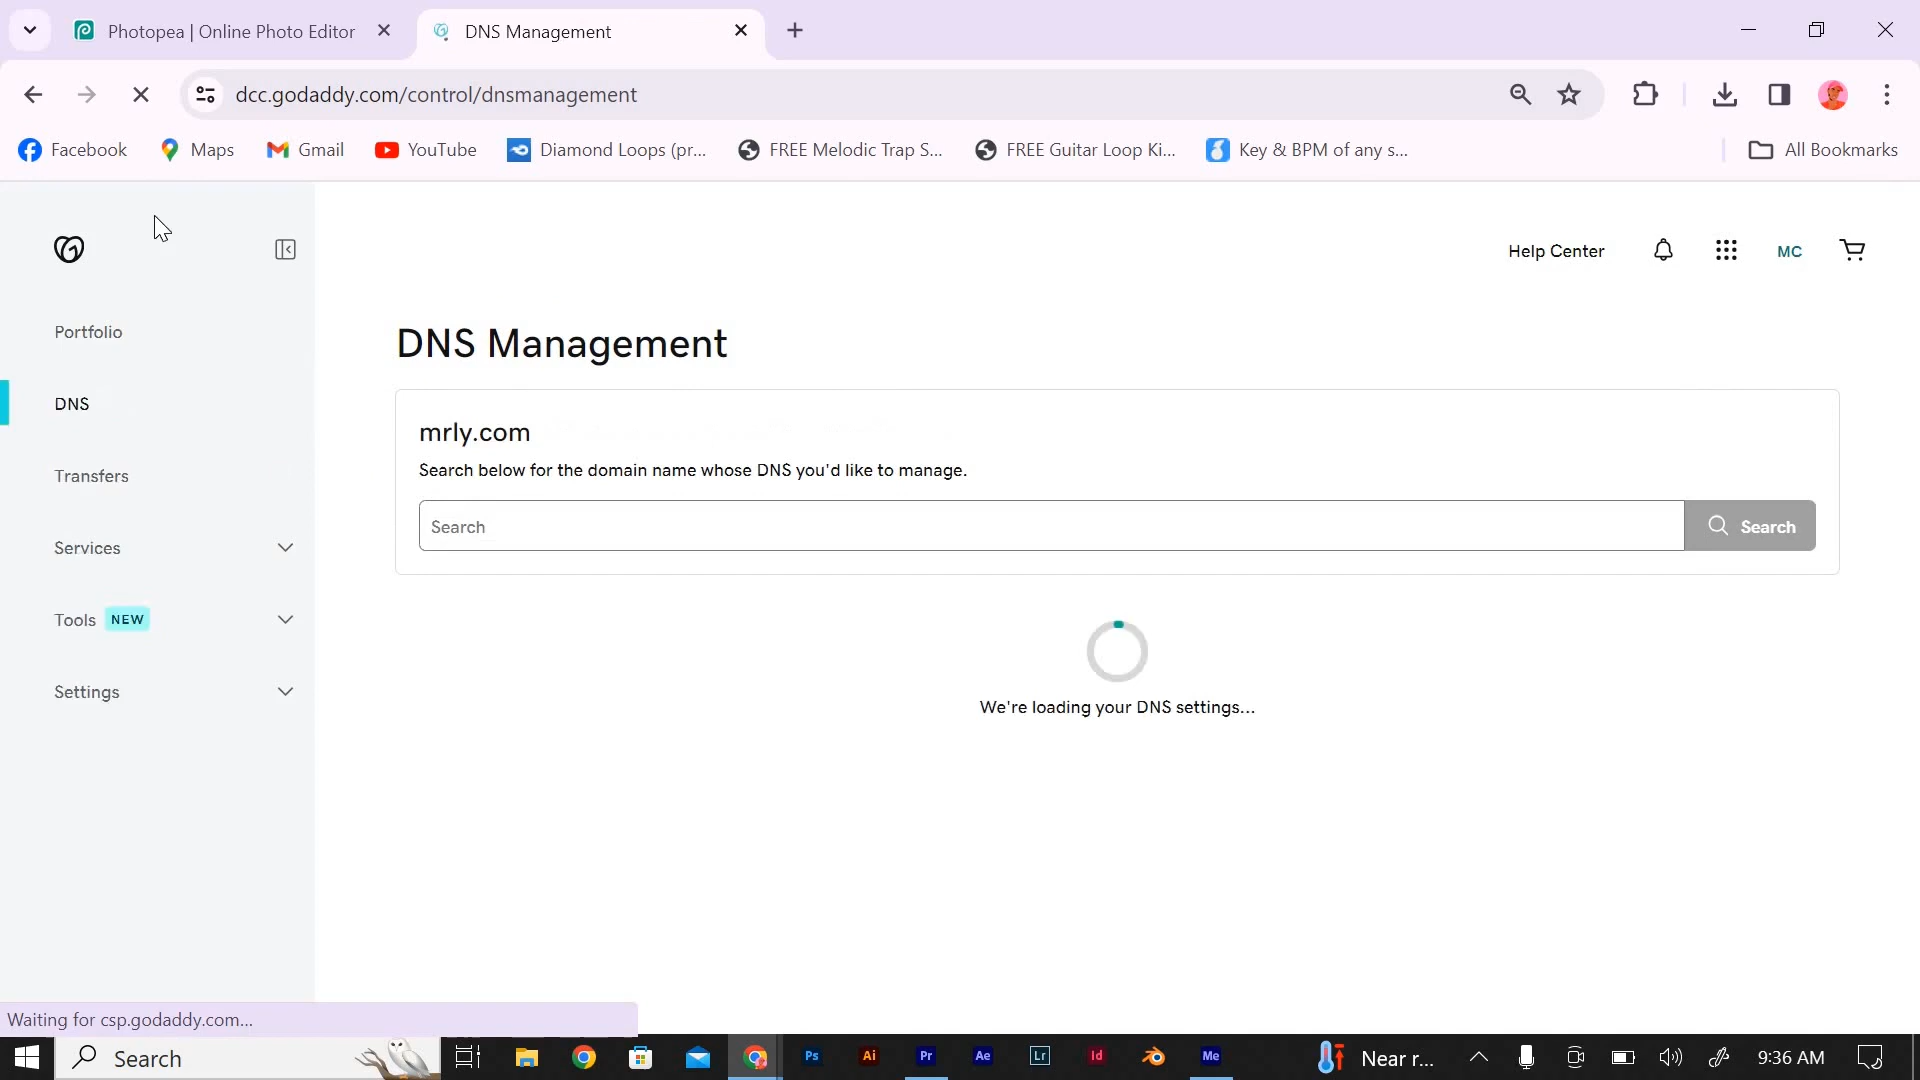 Photopea | Online Photo Editor
DNS Management
dcc.godaddy.com/control/dnsmanagement
Facebook
Maps
Gmail
YouTube
Diamond Loops (pr...
FREE Melodic Trap S...
FREE Guitar Loop Ki...
Key & BPM of any s...
All Bookmarks
Help Center
MC
Portfolio
DNS
Transfers
Services
Tools NEW
Settings
DNS Management
mrly.com
Search below for the domain name whose DNS you'd like to manage.
Search
Search
We're loading your DNS settings...
Waiting for csp.godaddy.com...
Search
Ps
Ai
Pr
Ae
Lr
Id
Me
Near r...
9:36 AM